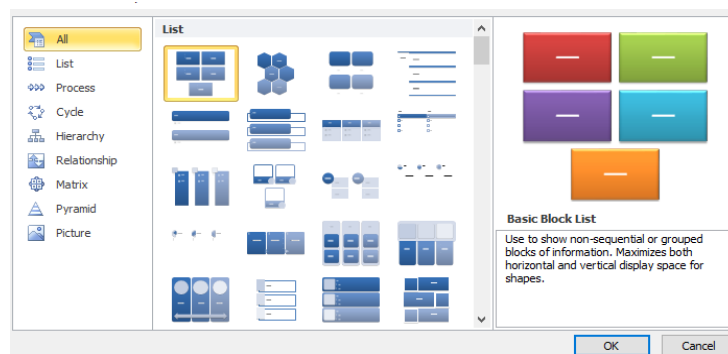 All
List
Process
Cycle
Hierarchy
Relationship
Matrix
Pyramid
Picture
List
Basic Block List
Use to show non-sequential or grouped
blocks of information. Maximizes both
horizontal and vertical display space for
shapes.
OK
Cancel